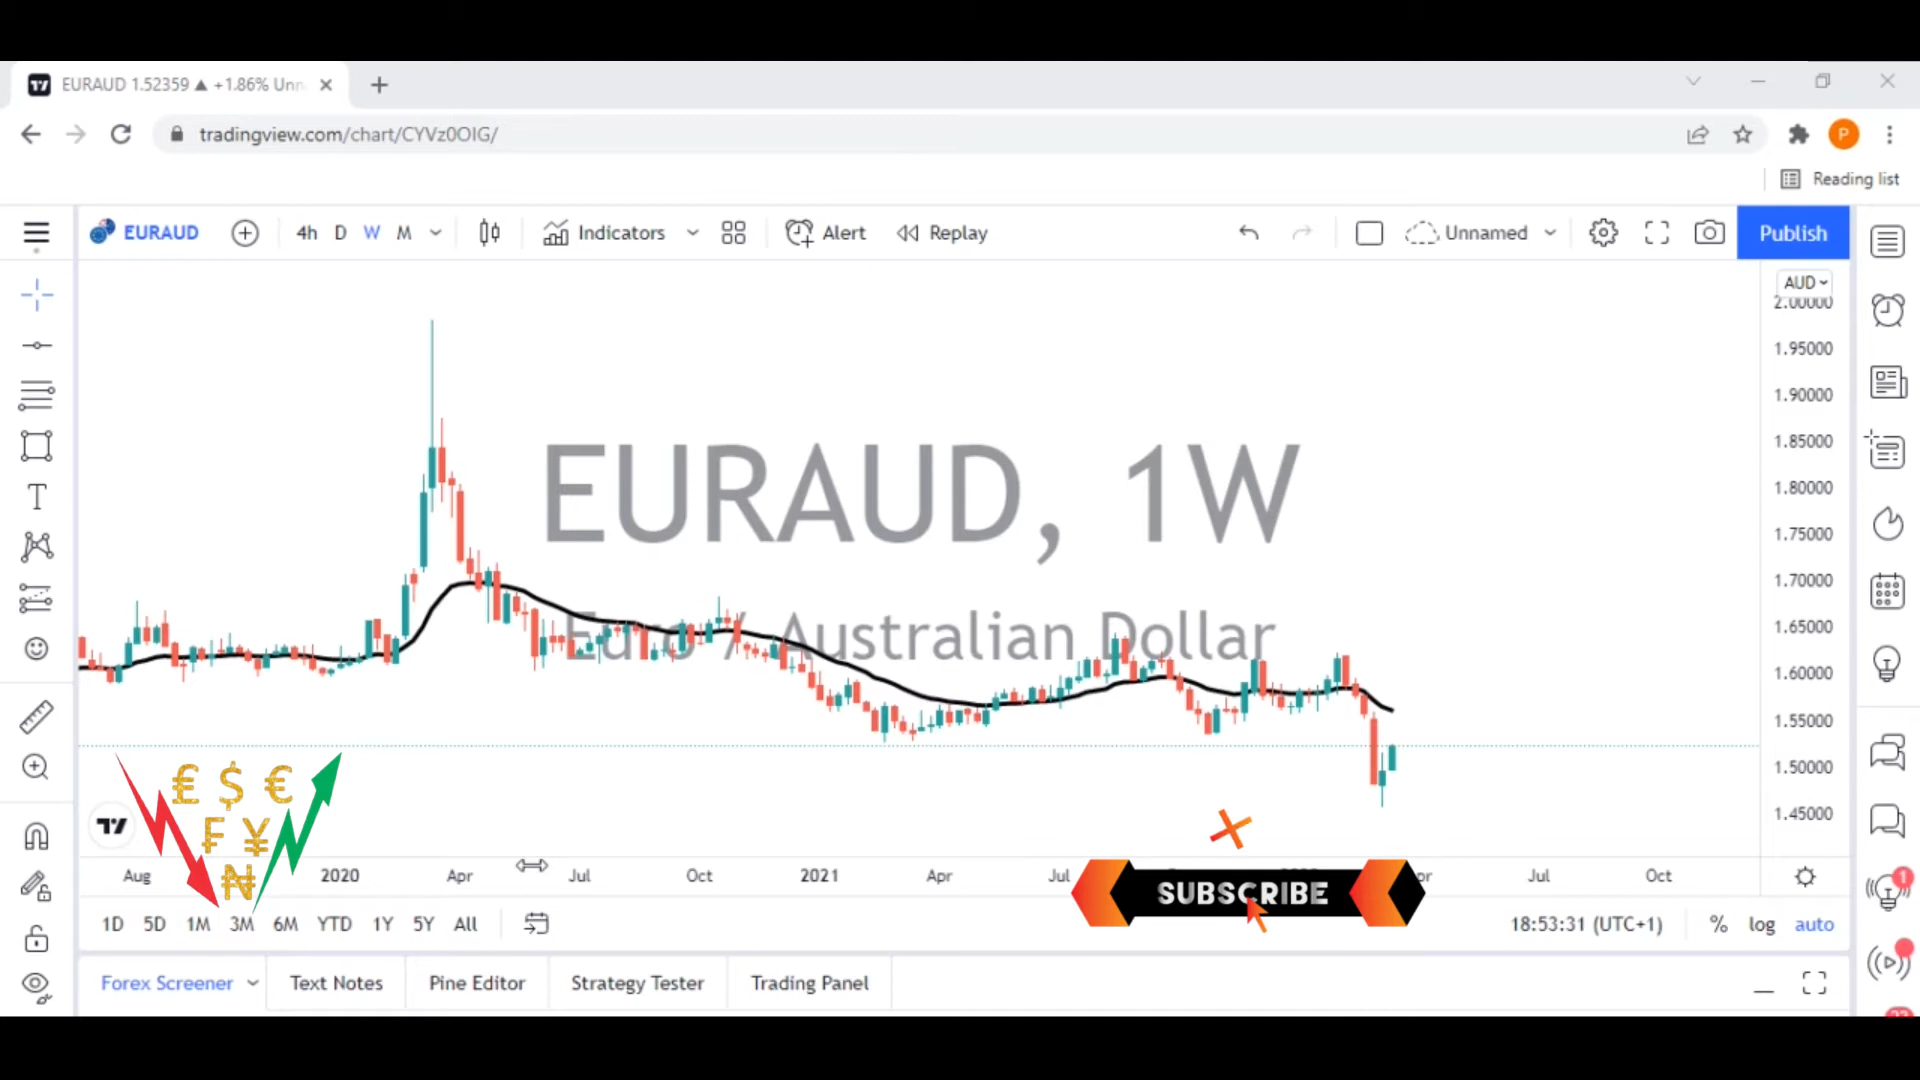 EURAUD 1.52359 ▲ +1.86% Unn
tradingview.com/chart/CYVz0OIG/
P
Reading list
EURAUD 4h D W M Indicators Alert Replay Unnamed Publish
AUD
2.00000
1.95000
1.90000
1.85000
1.80000
1.75000
1.70000
1.65000
1.60000
1.55000
1.50000
1.45000
EURAUD, 1W
Euro / Australian Dollar
£ $ €
₣ ¥
₦
Aug 2020 Apr Jul Oct 2021 Apr Jul Jul Oct
SUBSCRIBE
1D 5D 1M 3M 6M YTD 1Y 5Y All
18:53:31 (UTC+1) % log auto
1
Forex Screener Text Notes Pine Editor Strategy Tester Trading Panel